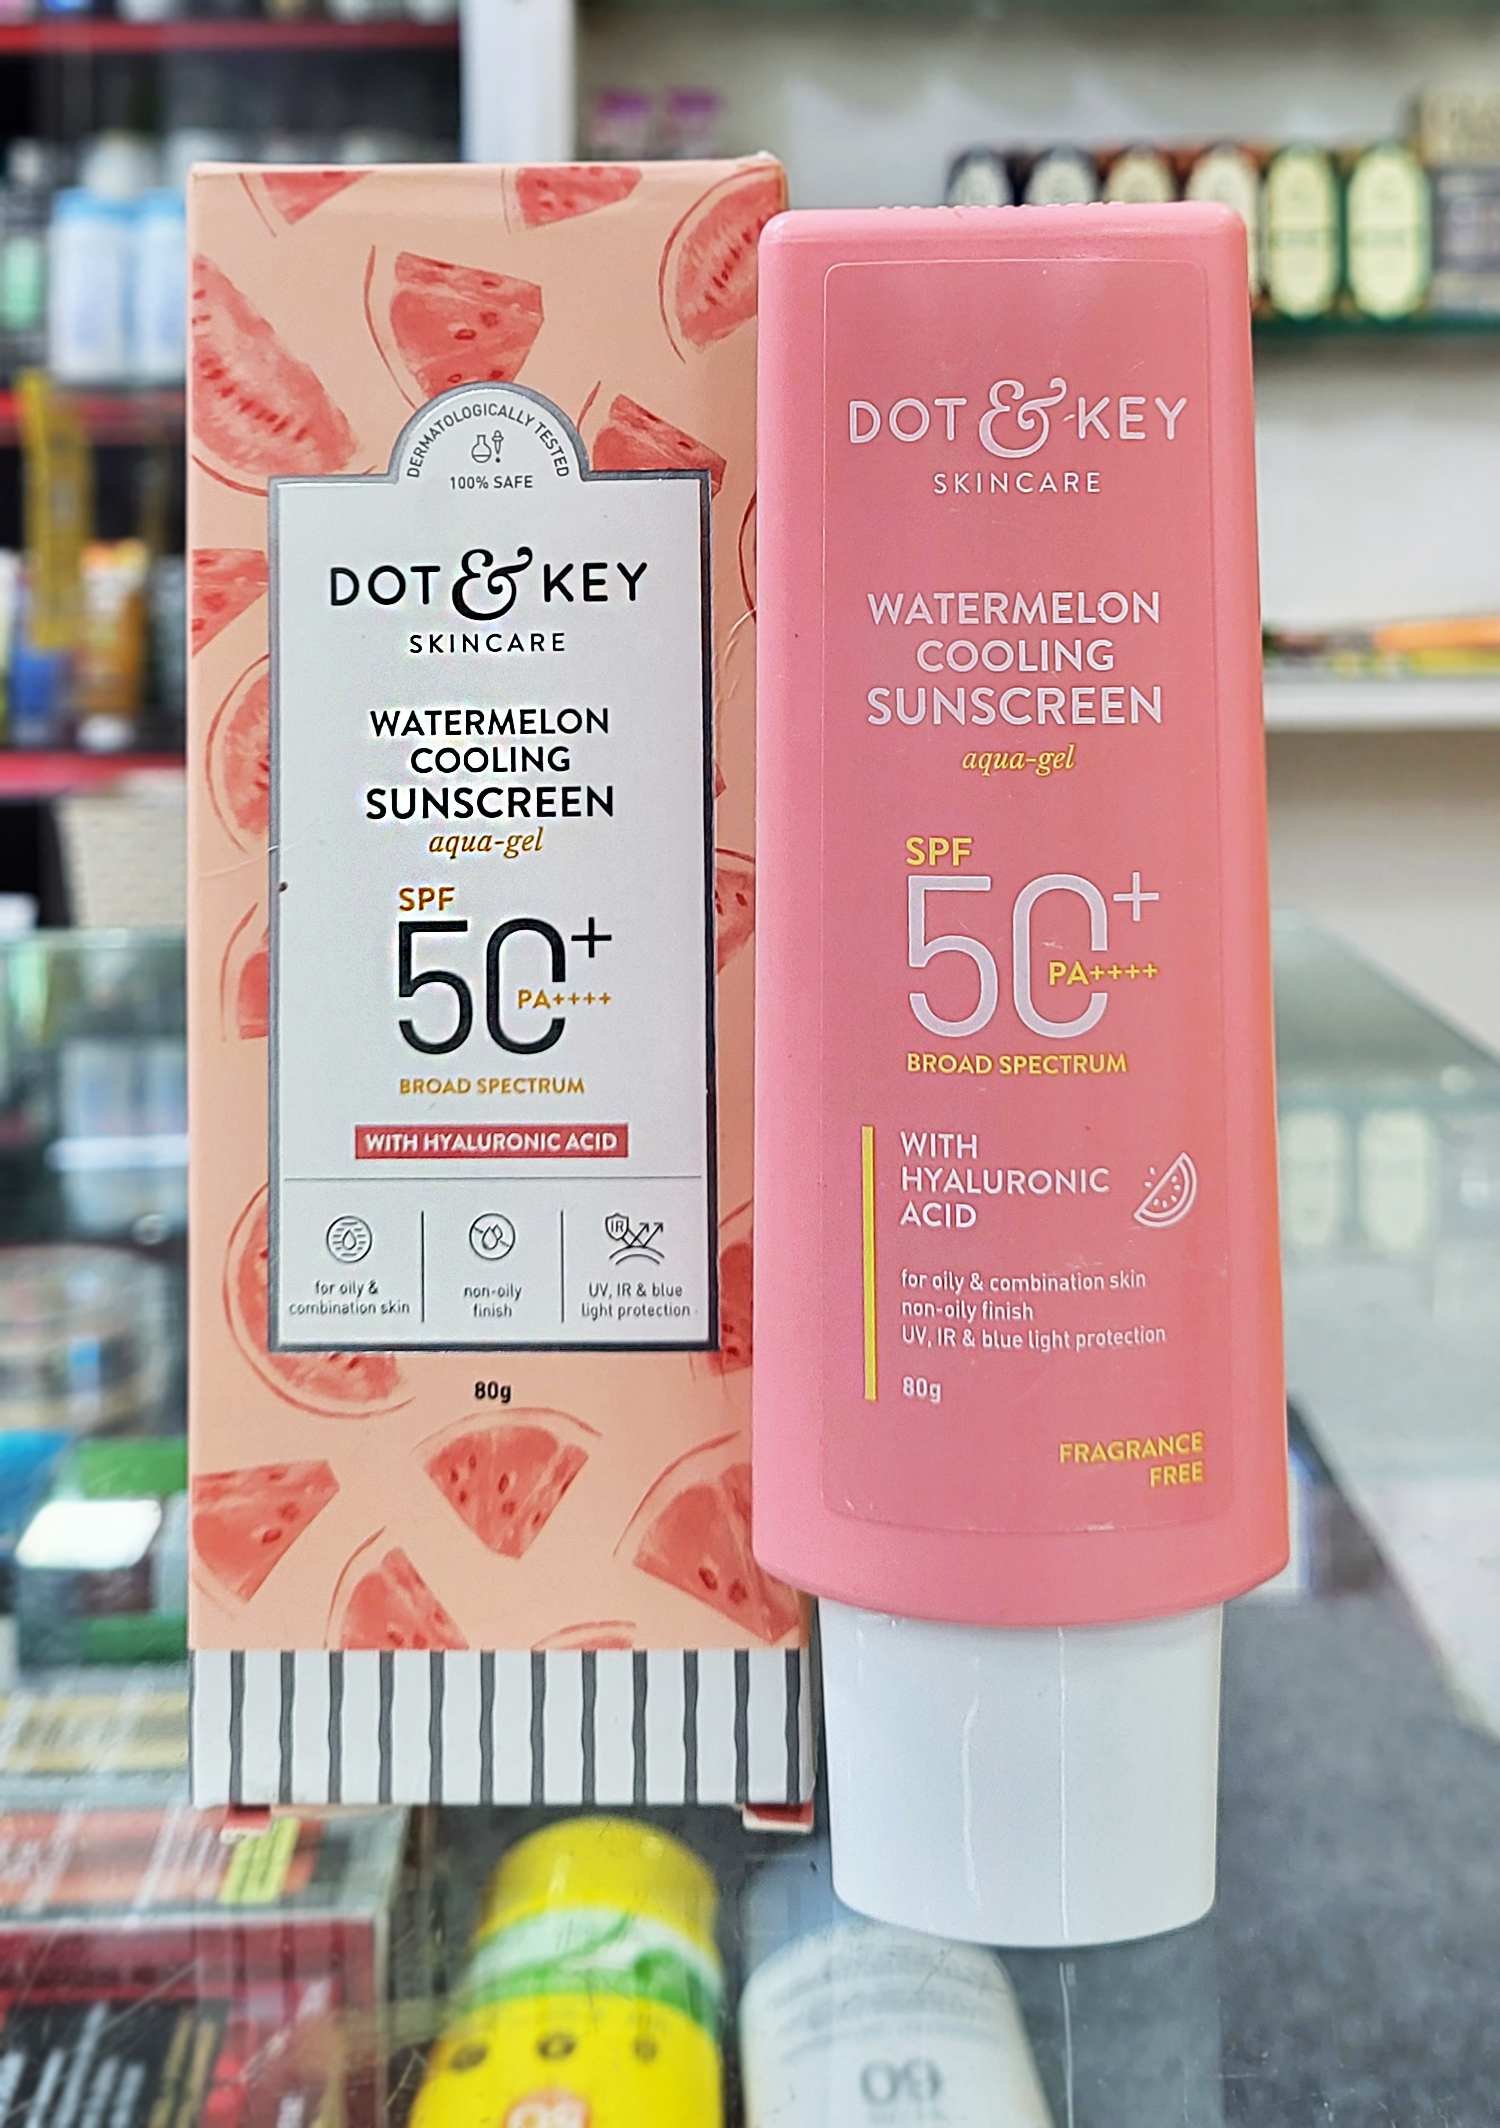 DERMATOLOGICALLY TESTED
100% SAFE
DOT & KEY
SKINCARE
WATERMELON
COOLING
SUNSCREEN
aqua-gel
SPF
50+
PA++++
BROAD SPECTRUM
WITH HYALURONIC ACID
for oily &
combination skin
non-oily
finish
IR
UV, IR & blue
light protection
80g
DOT & KEY
SKINCARE
WATERMELON
COOLING
SUNSCREEN
aqua-gel
SPF
50+
PA++++
BROAD SPECTRUM
WITH
HYALURONIC
ACID
for oily & combination skin
non-oily finish
UV, IR & blue light protection
80g
FRAGRANCE
FREE